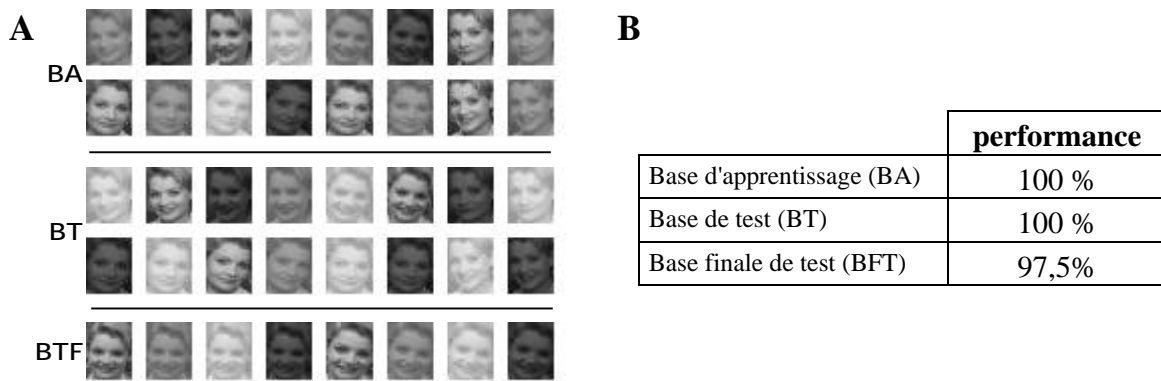 A
BA
BT
BTF
B
performance
Base d'apprentissage (BA) 100 %
Base de test (BT) 100 %
Base finale de test (BFT) 97,5%